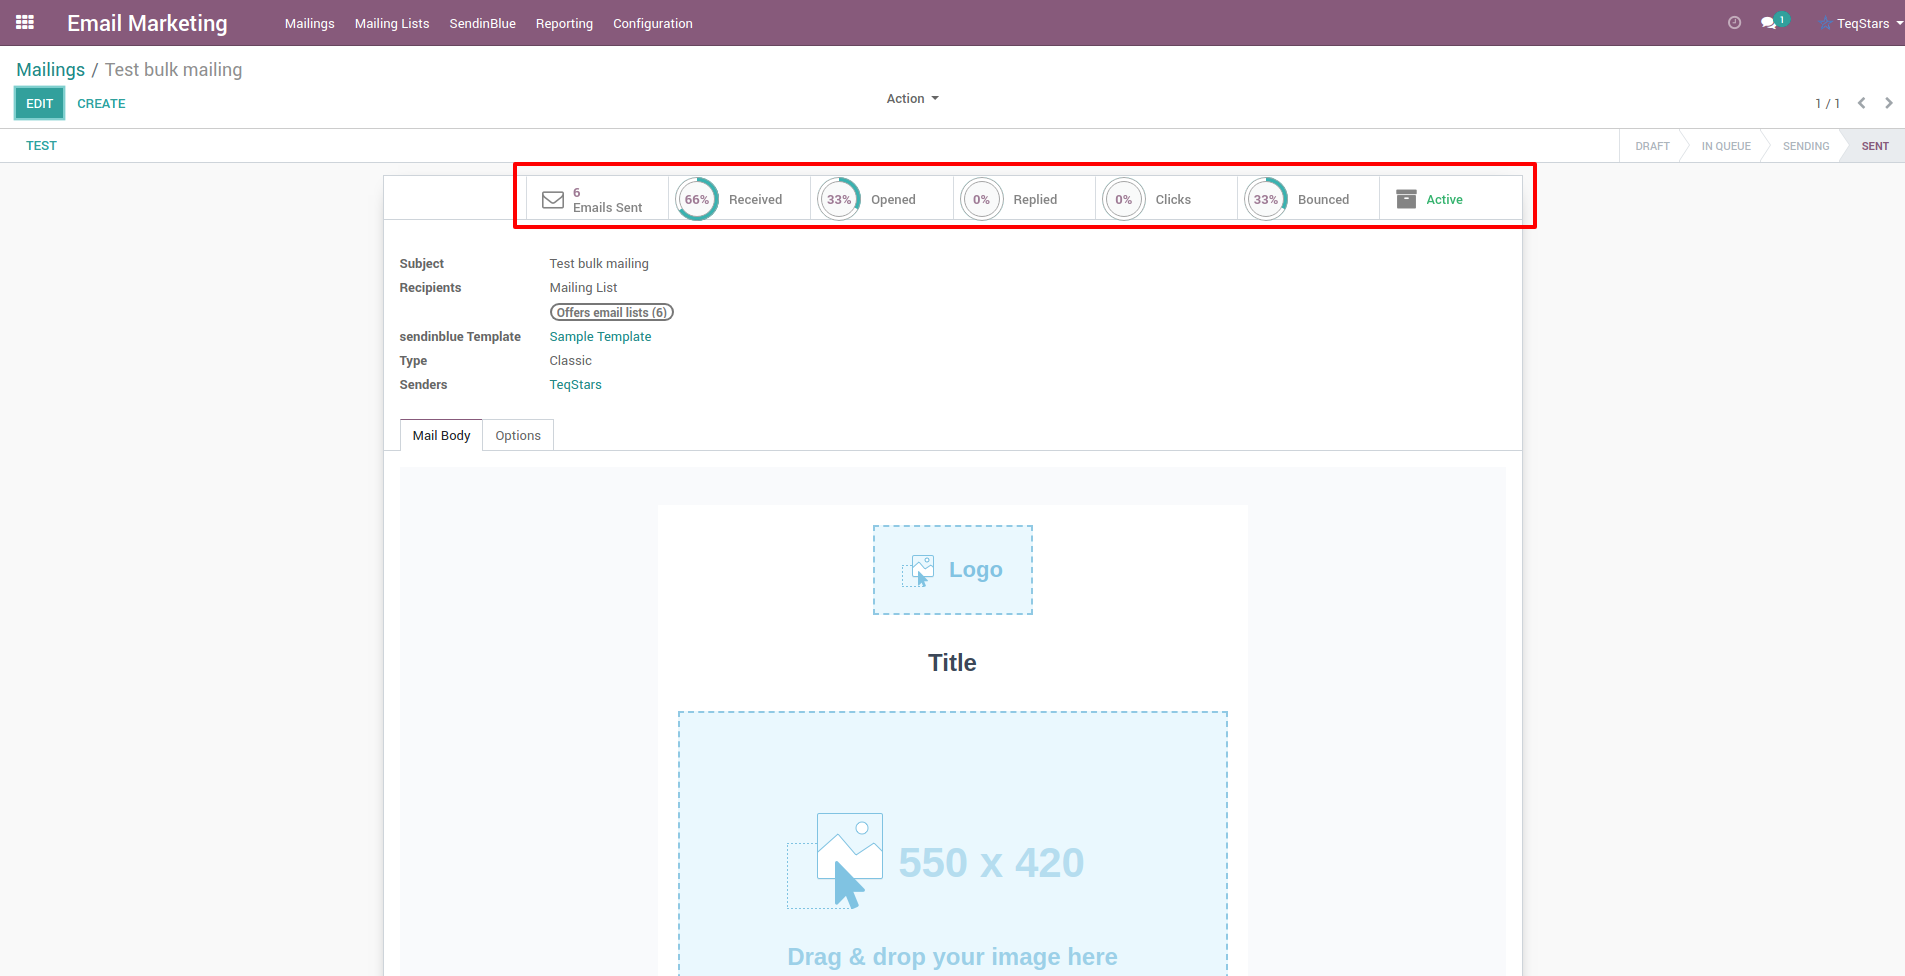 Email Marketing Mailings Mailing Lists SendinBlue Reporting Configuration 1 TeqStars
Mailings / Test bulk mailing
EDIT CREATE Action 1 / 1
TEST DRAFT IN QUEUE SENDING SENT
6
Emails Sent 66% Received 33% Opened 0% Replied 0% Clicks 33% Bounced Active
Subject Test bulk mailing
Recipients Mailing List
Offers email lists (6)
sendinblue Template Sample Template
Type Classic
Senders TeqStars
Mail Body Options
Logo
Title
550 x 420
Drag & drop your image here